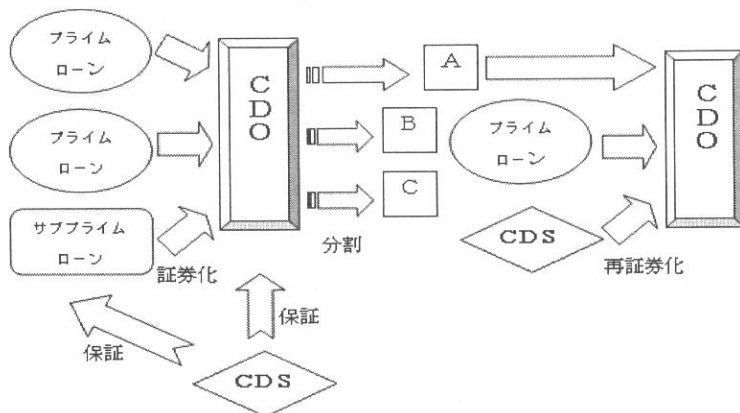 プライム
ローン
プライム
ローン
サブプライム
ローン
証券化
CDO
分割
A
B
C
プライム
ローン
CDS
再証券化
CDO
保証
保証
CDS